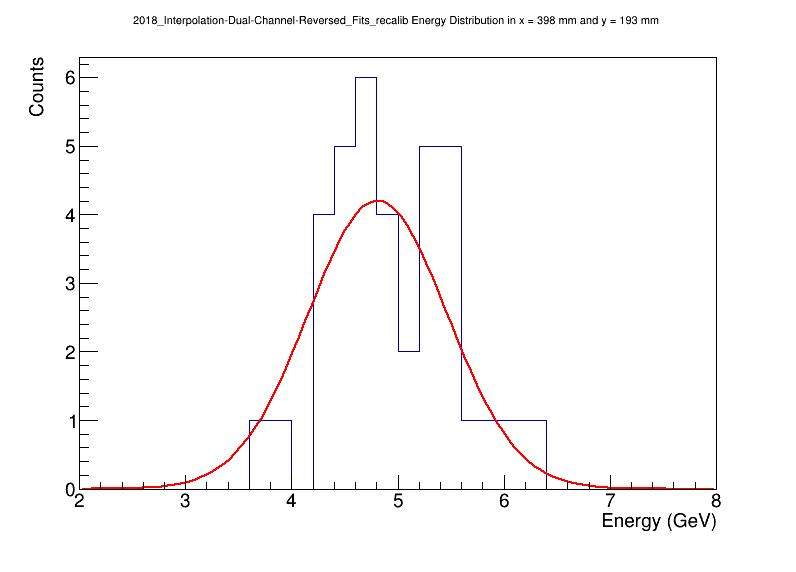 2018_Interpolation-Dual-Channel-Reversed_Fits_recalib Energy Distribution in x = 398 mm and y = 193 mm
Counts
6
5
4
3
2
1
0
2 3 4 5 6 7 8
Energy (GeV)